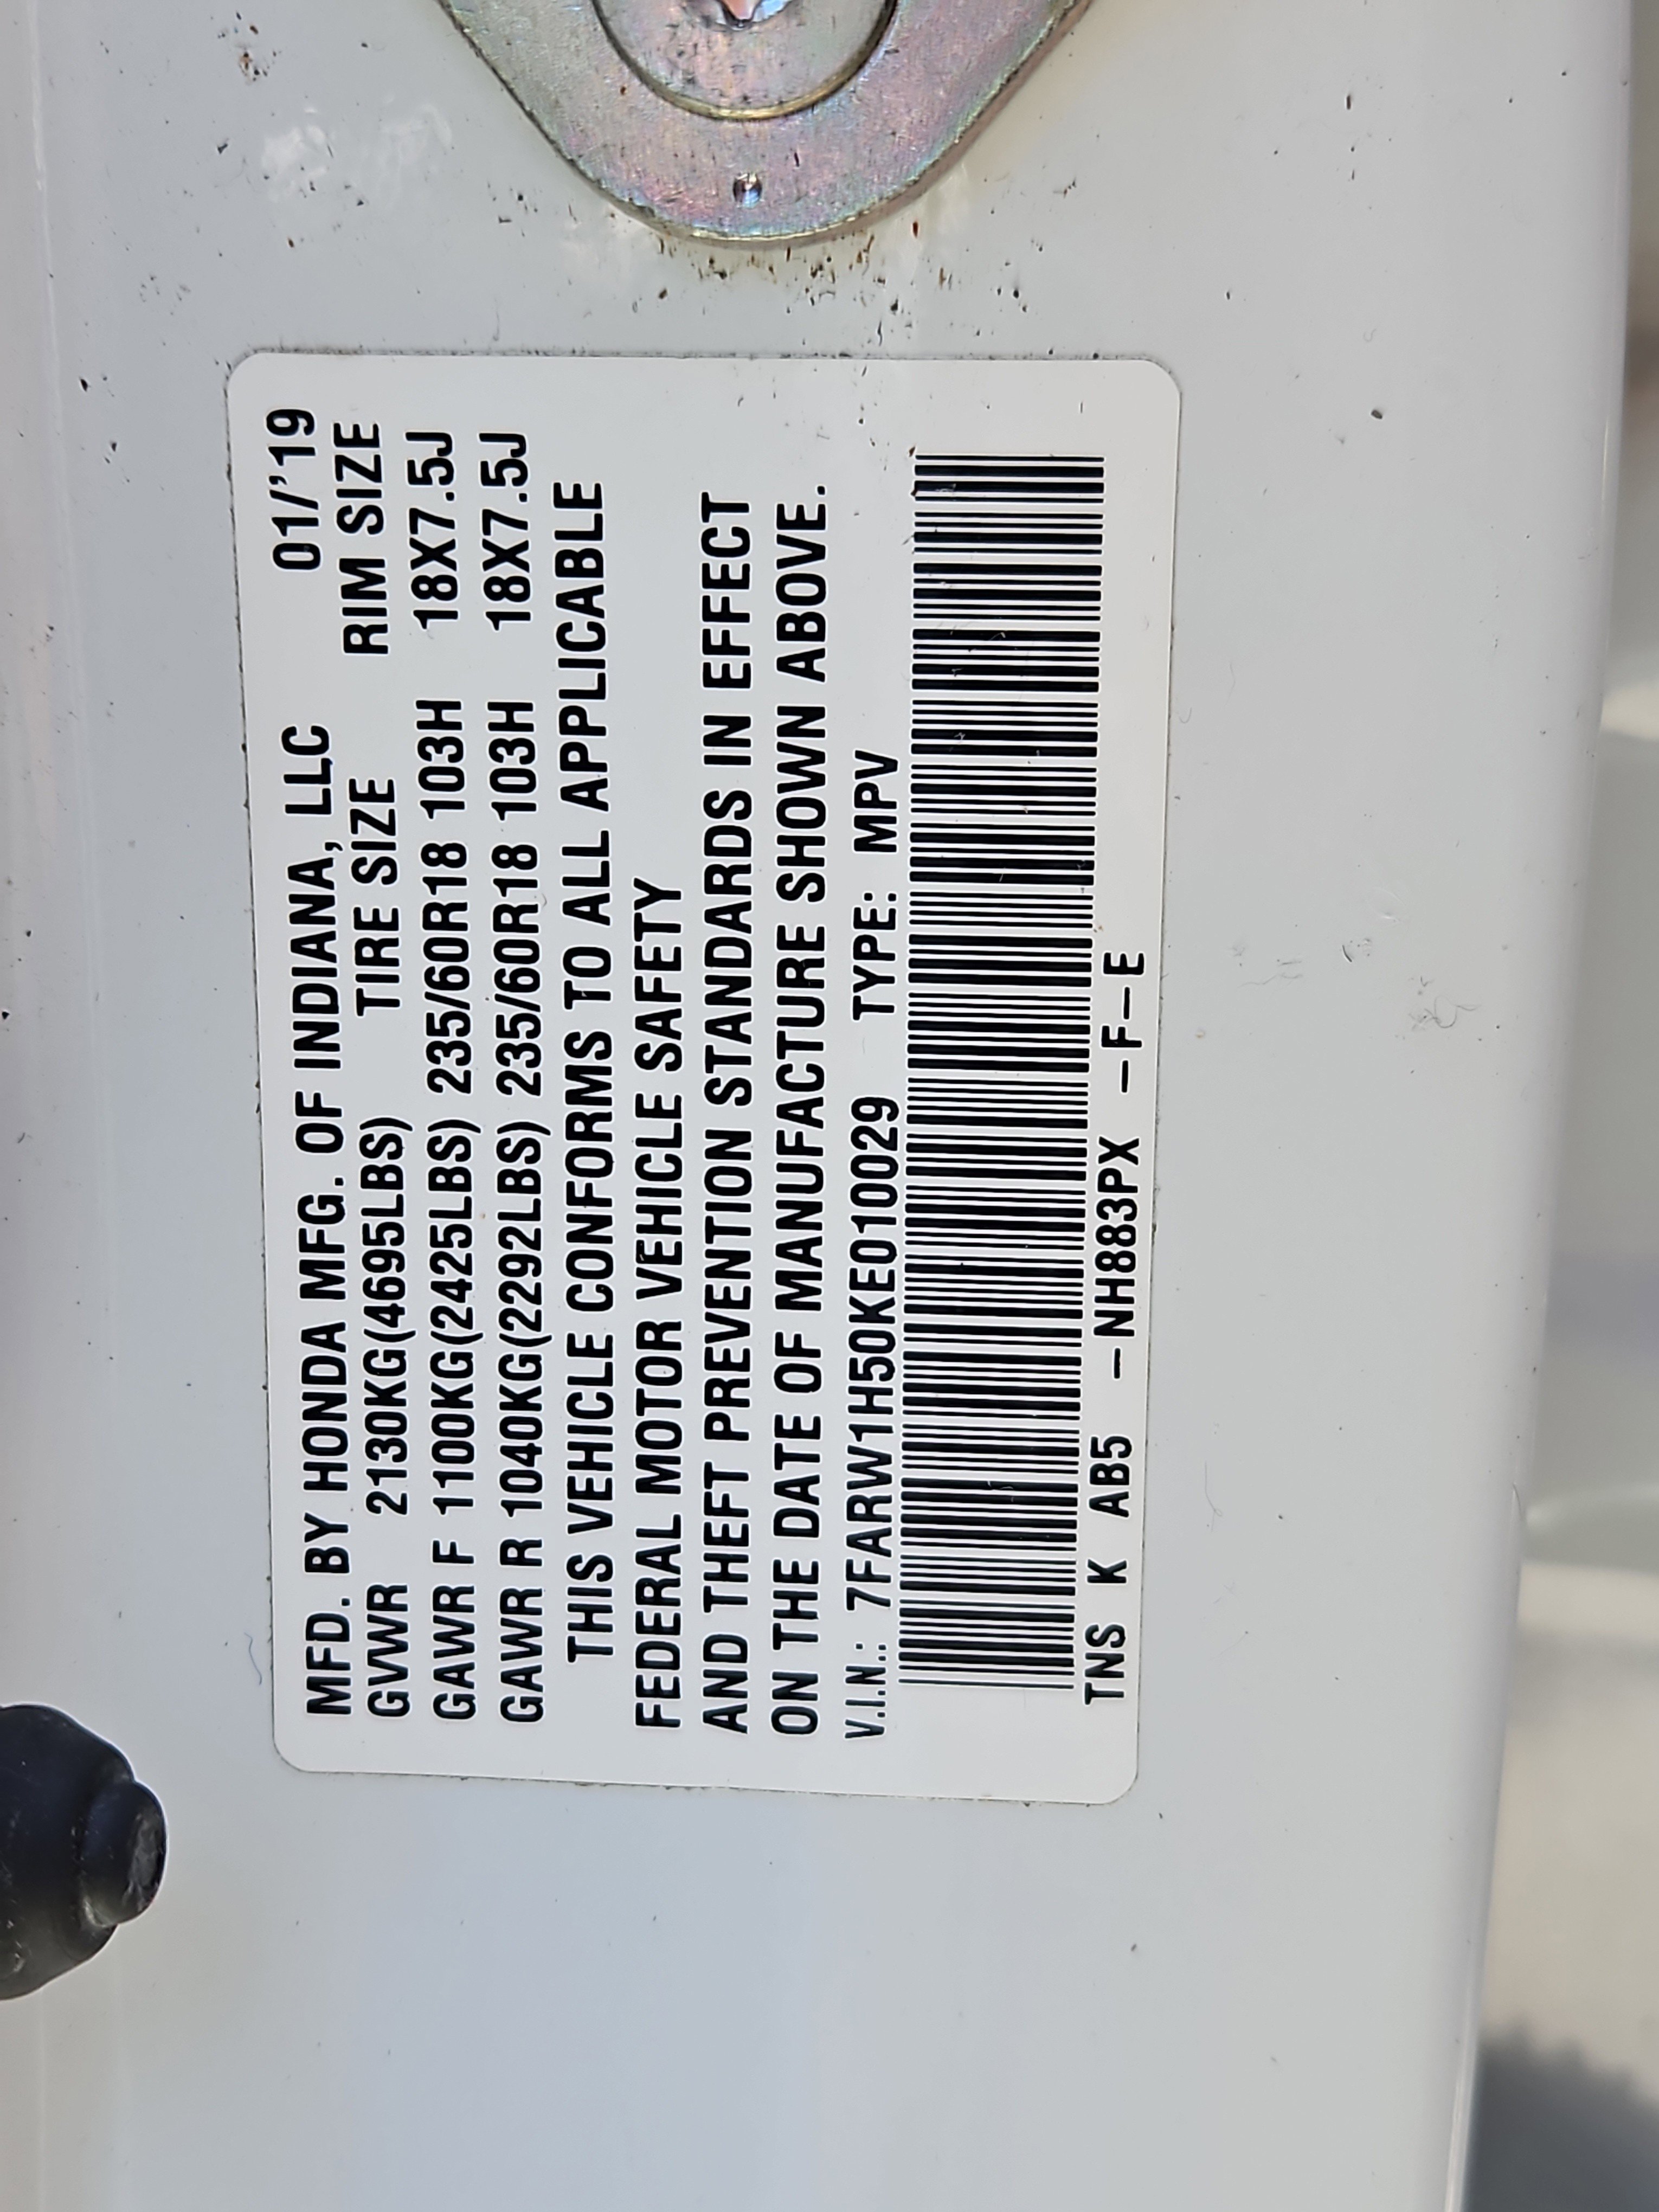 MFD. BY HONDA MFG. OF INDIANA, LLC 01/'19
GVWR 2130KG(4695LBS) TIRE SIZE RIM SIZE
GAWR F 1100KG(2425LBS) 235/60R18 103H 18X7.5J
GAWR R 1040KG(2292LBS) 235/60R18 103H 18X7.5J
THIS VEHICLE CONFORMS TO ALL APPLICABLE
FEDERAL MOTOR VEHICLE SAFETY
AND THEFT PREVENTION STANDARDS IN EFFECT
ON THE DATE OF MANUFACTURE SHOWN ABOVE.
V.I.N.: 7FARW1H50KE010029 TYPE: MPV
TNS K AB5 –NH883PX –F–E